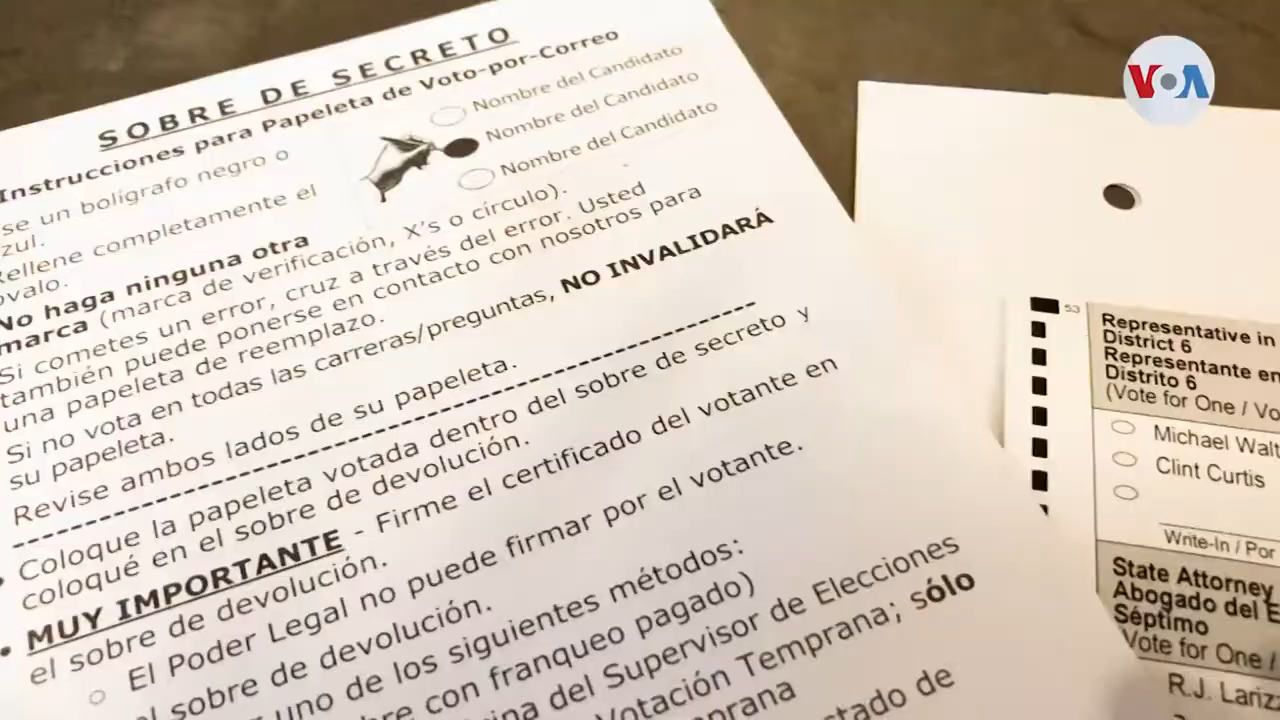 SOBRE DE SECRETO
Instrucciones para Papeleta de Voto-por-Correo
se un bolígrafo negro o
zul.
Rellene completamente el
óvalo.
Nombre del Candidato
Nombre del Candidato
Nombre del Candidato
No haga ninguna otra
marca (marca de verificación, X's o círculo).
Si cometes un error, cruz a través del error. Usted
también puede ponerse en contacto con nosotros para
una papeleta de reemplazo.
Si no vota en todas las carreras/preguntas, NO INVALIDARÁ
su papeleta.
Revise ambos lados de su papeleta.
• Coloque la papeleta votada dentro del sobre de secreto y
coloqué en el sobre de devolución.
• MUY IMPORTANTE - Firme el certificado del votante en
el sobre de devolución.
El Poder Legal no puede firmar por el votante.
sobre de devolución.
uno de los siguientes métodos:
con franqueo pagado)
del Supervisor de Elecciones
Votación Temprana; sólo
de
VOA
53
Representative in
District 6
Representante en
Distrito 6
(Vote for One / Vo
Michael Walt
Clint Curtis
Write-In / Por
State Attorney
Abogado del E
Séptimo
Vote for One /
R.J. Lariz